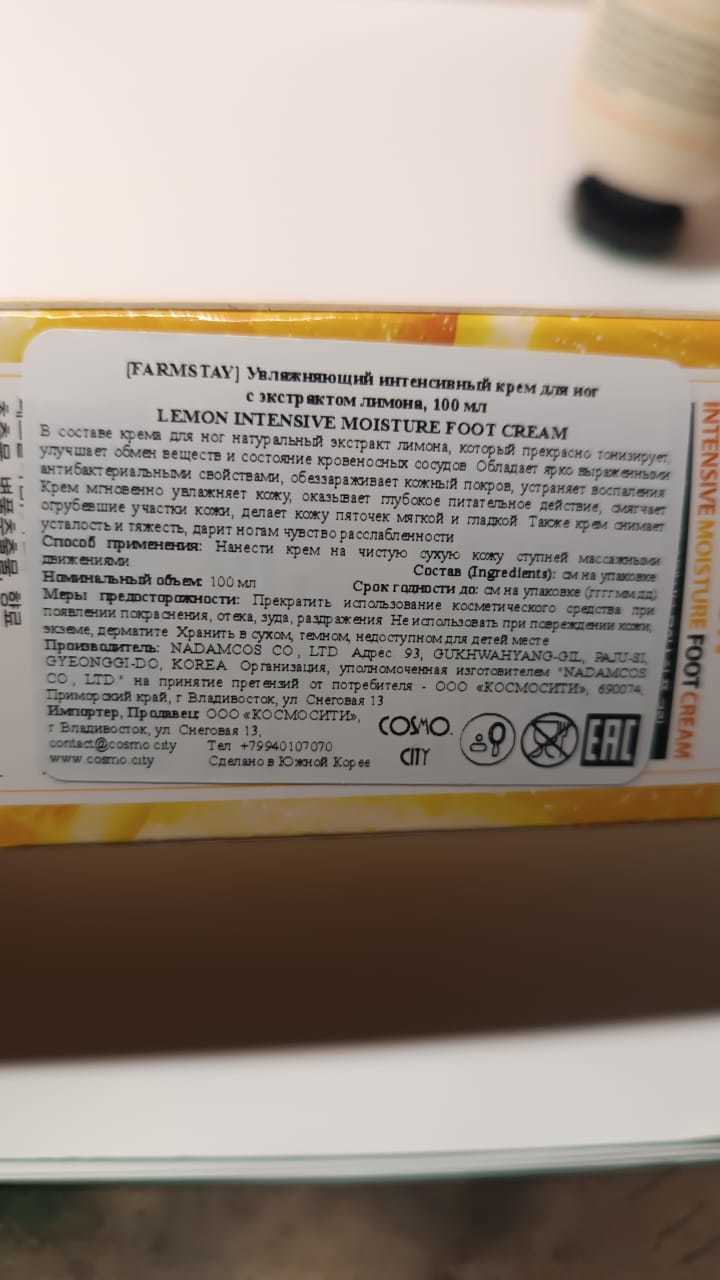 [FARMSTAY] Увлажняющий интенсивный крем для ног
с экстрактом лимона, 100 мл
LEMON INTENSIVE MOISTURE FOOT CREAM
В составе крема для ног натуральный экстракт лимона, который прекрасно тонизирует,
улучшает обмен веществ и состояние кровеносных сосудов Обладает ярко выраженными
антибактериальными свойствами, обеззараживает кожный покров, устраняет воспаления
Крем мгновенно увлажняет кожу, оказывает глубокое питательное действие, смягчает
огрубевшие участки кожи, делает кожу пяточек мягкой и гладкой Также крем снимает
усталость и тяжесть, дарит ногам чувство расслабленности
Способ применения: Нанести крем на чистую сухую кожу ступней массажными
движениями
Состав (Ingredients): см на упаковке
Номинальный объем: 100 мл
Срок годности до: см на упаковке (гггг.мм.дд)
Меры предосторожности: Прекратить использование косметического средства при
появлении покраснения, отека, зуда, раздражения Не использовать при повреждении кожи,
экземе, дерматите Хранить в сухом, темном, недоступном для детей месте
Производитель: NADAMCOS CO., LTD Адрес 93, GUKHWAHYANG-GIL, PAJU-SI,
GYEONGGI-DO, KOREA Организация, уполномоченная изготовителем "NADAMCOS
CO., LTD" на принятие претензий от потребителя - ООО «КОСМОСИТИ», 690074,
Приморский край, г Владивосток, ул Снеговая 13
Импортер, Продавец: ООО «КОСМОСИТИ»,
г Владивосток, ул Снеговая 13,
contact@cosmo.city Тел +79940107070
www.cosmo.city Сделано в Южной Корее
COSMO.
CITY
EAC
INTENSIVE MOISTURE FOOT CREAM